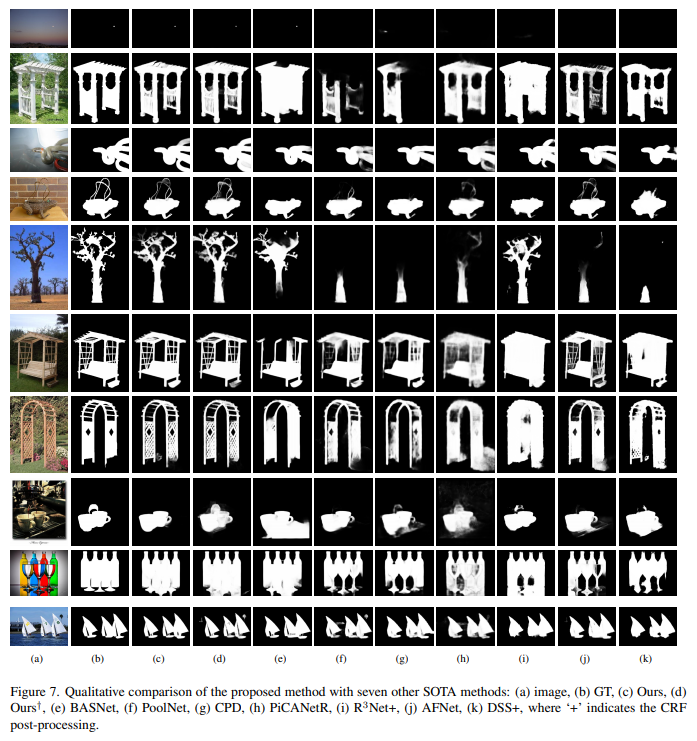 (a) (b) (c) (d) (e) (f) (g) (h) (i) (j) (k)
Figure 7. Qualitative comparison of the proposed method with seven other SOTA methods: (a) image, (b) GT, (c) Ours, (d)
Ours†, (e) BASNet, (f) PoolNet, (g) CPD, (h) PiCANetR, (i) R³Net+, (j) AFNet, (k) DSS+, where ‘+’ indicates the CRF
post-processing.